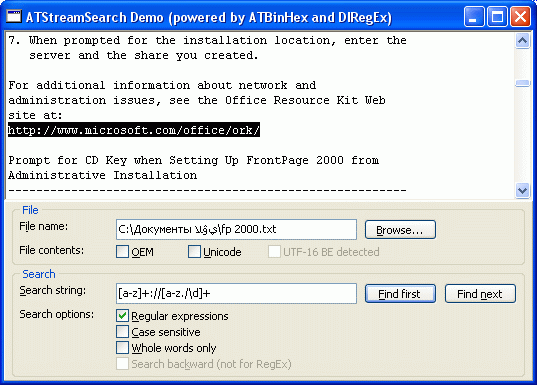 ATStreamSearch Demo (powered by ATBinHex and DIRegEx)
7. When prompted for the installation location, enter the
server and the share you created.
For additional information about network and
administration issues, see the Office Resource Kit Web
site at:
http://www.microsoft.com/office/ork/
Prompt for CD Key when Setting Up FrontPage 2000 from
Administrative Installation
---------------------------------------------------------
File
File name:
C:\Документы \fp 2000.txt
Browse...
File contents:
OEM
Unicode
UTF-16 BE detected
Search
Search string:
[a-z]+://[a-z./\d]+
Find first
Find next
Search options:
Regular expressions
Case sensitive
Whole words only
Search backward (not for RegEx)